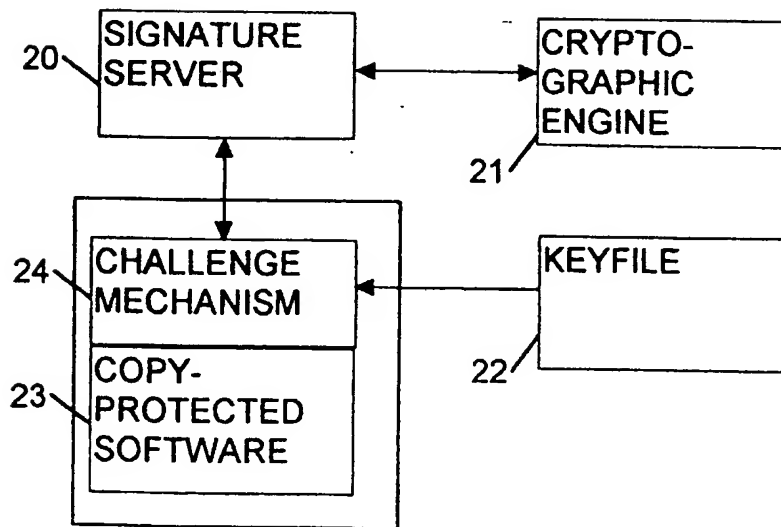 20
SIGNATURE
SERVER
CRYPTO-
GRAPHIC
ENGINE
21
24
CHALLENGE
MECHANISM
KEYFILE
22
23
COPY-
PROTECTED
SOFTWARE